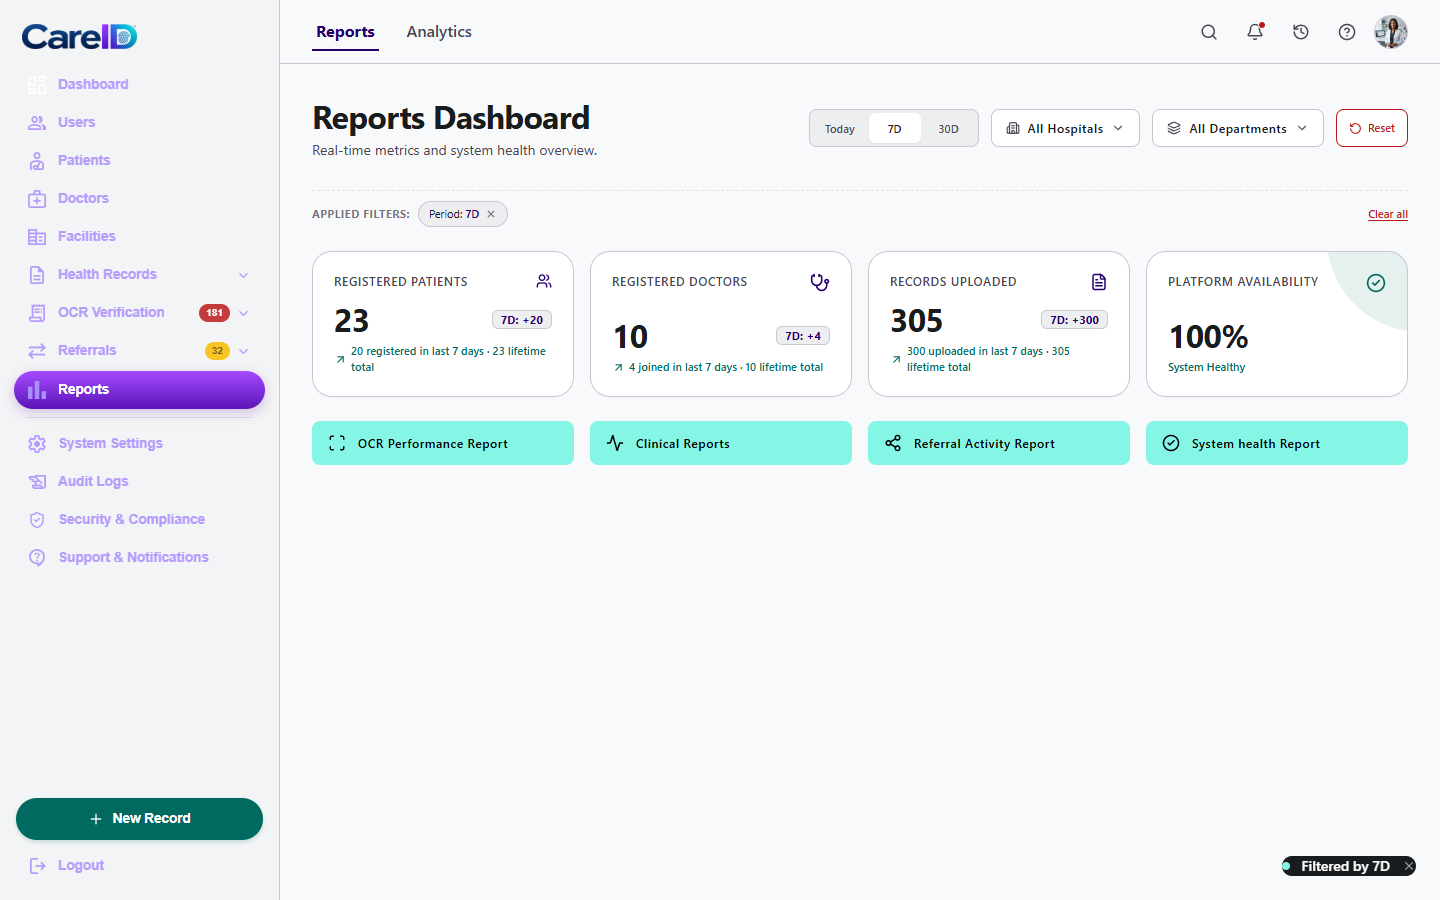 CareID
Dashboard
Users
Patients
Doctors
Facilities
Health Records
OCR Verification 181
Referrals 32
Reports
System Settings
Audit Logs
Security & Compliance
Support & Notifications
New Record
Logout
Reports Analytics
Reports Dashboard
Real-time metrics and system health overview.
Today 7D 30D All Hospitals All Departments Reset
APPLIED FILTERS: Period: 7D Clear all
REGISTERED PATIENTS
23 7D: +20
20 registered in last 7 days · 23 lifetime
total
REGISTERED DOCTORS
10 7D: +4
4 joined in last 7 days · 10 lifetime total
RECORDS UPLOADED
305 7D: +300
300 uploaded in last 7 days · 305
lifetime total
PLATFORM AVAILABILITY
100%
System Healthy
OCR Performance Report
Clinical Reports
Referral Activity Report
System health Report
Filtered by 7D